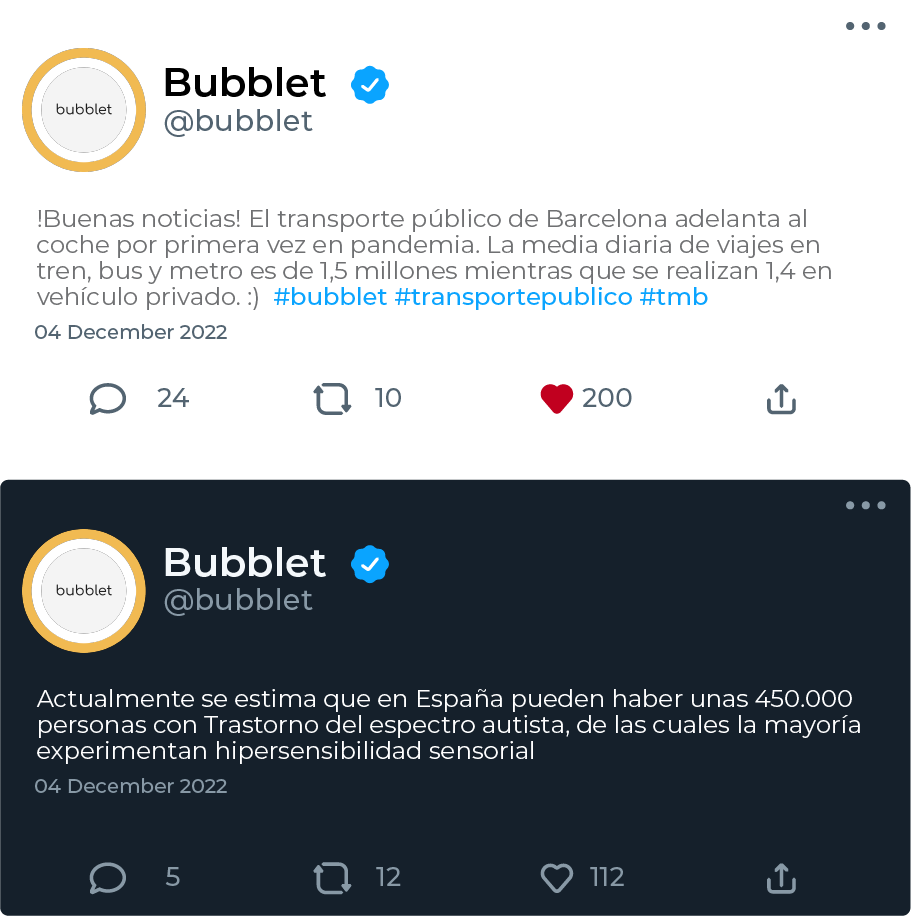 Bubblet
bubblet
@bubblet
!Buenas noticias! El transporte público de Barcelona adelanta al
coche por primera vez en pandemia. La media diaria de viajes en
tren, bus y metro es de 1,5 millones mientras que se realizan 1,4 en
vehículo privado. :) #bubblet #transportepublico #tmb
04 December 2022
24 10 200
Bubblet
bubblet
@bubblet
Actualmente se estima que en España pueden haber unas 450.000
personas con Trastorno del espectro autista, de las cuales la mayoría
experimentan hipersensibilidad sensorial
04 December 2022
5 12 112